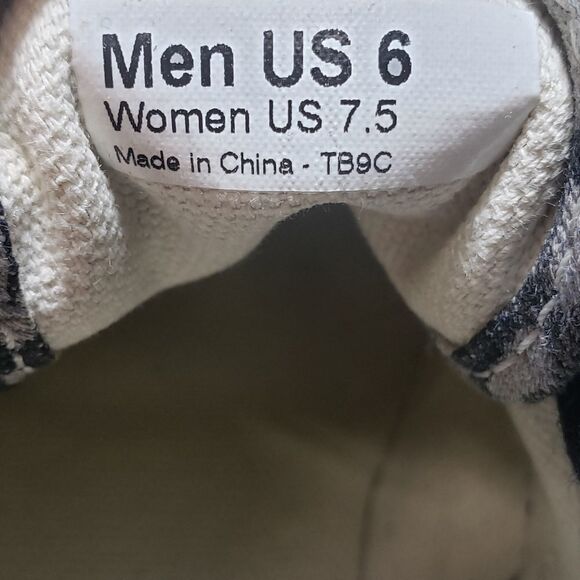 Men US 6
Women US 7.5
Made in China - TB9C